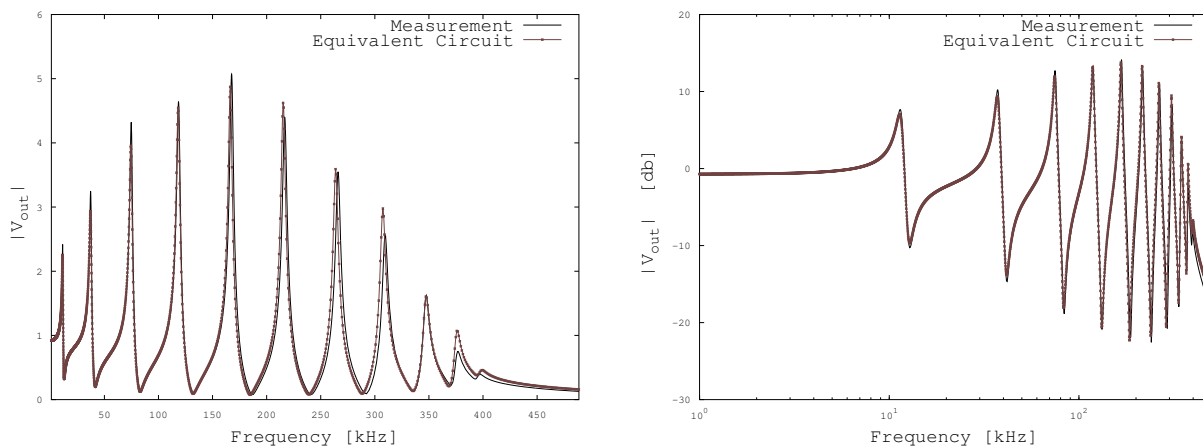 6
5
4
3
2
1
0
|Vout|
Measurement
Equivalent Circuit
50 100 150 200 250 300 350 400 450
Frequency [kHz]
20
10
0
-10
-20
-30
|Vout| [db]
Measurement
Equivalent Circuit
10^0 10^1 10^2
Frequency [kHz]